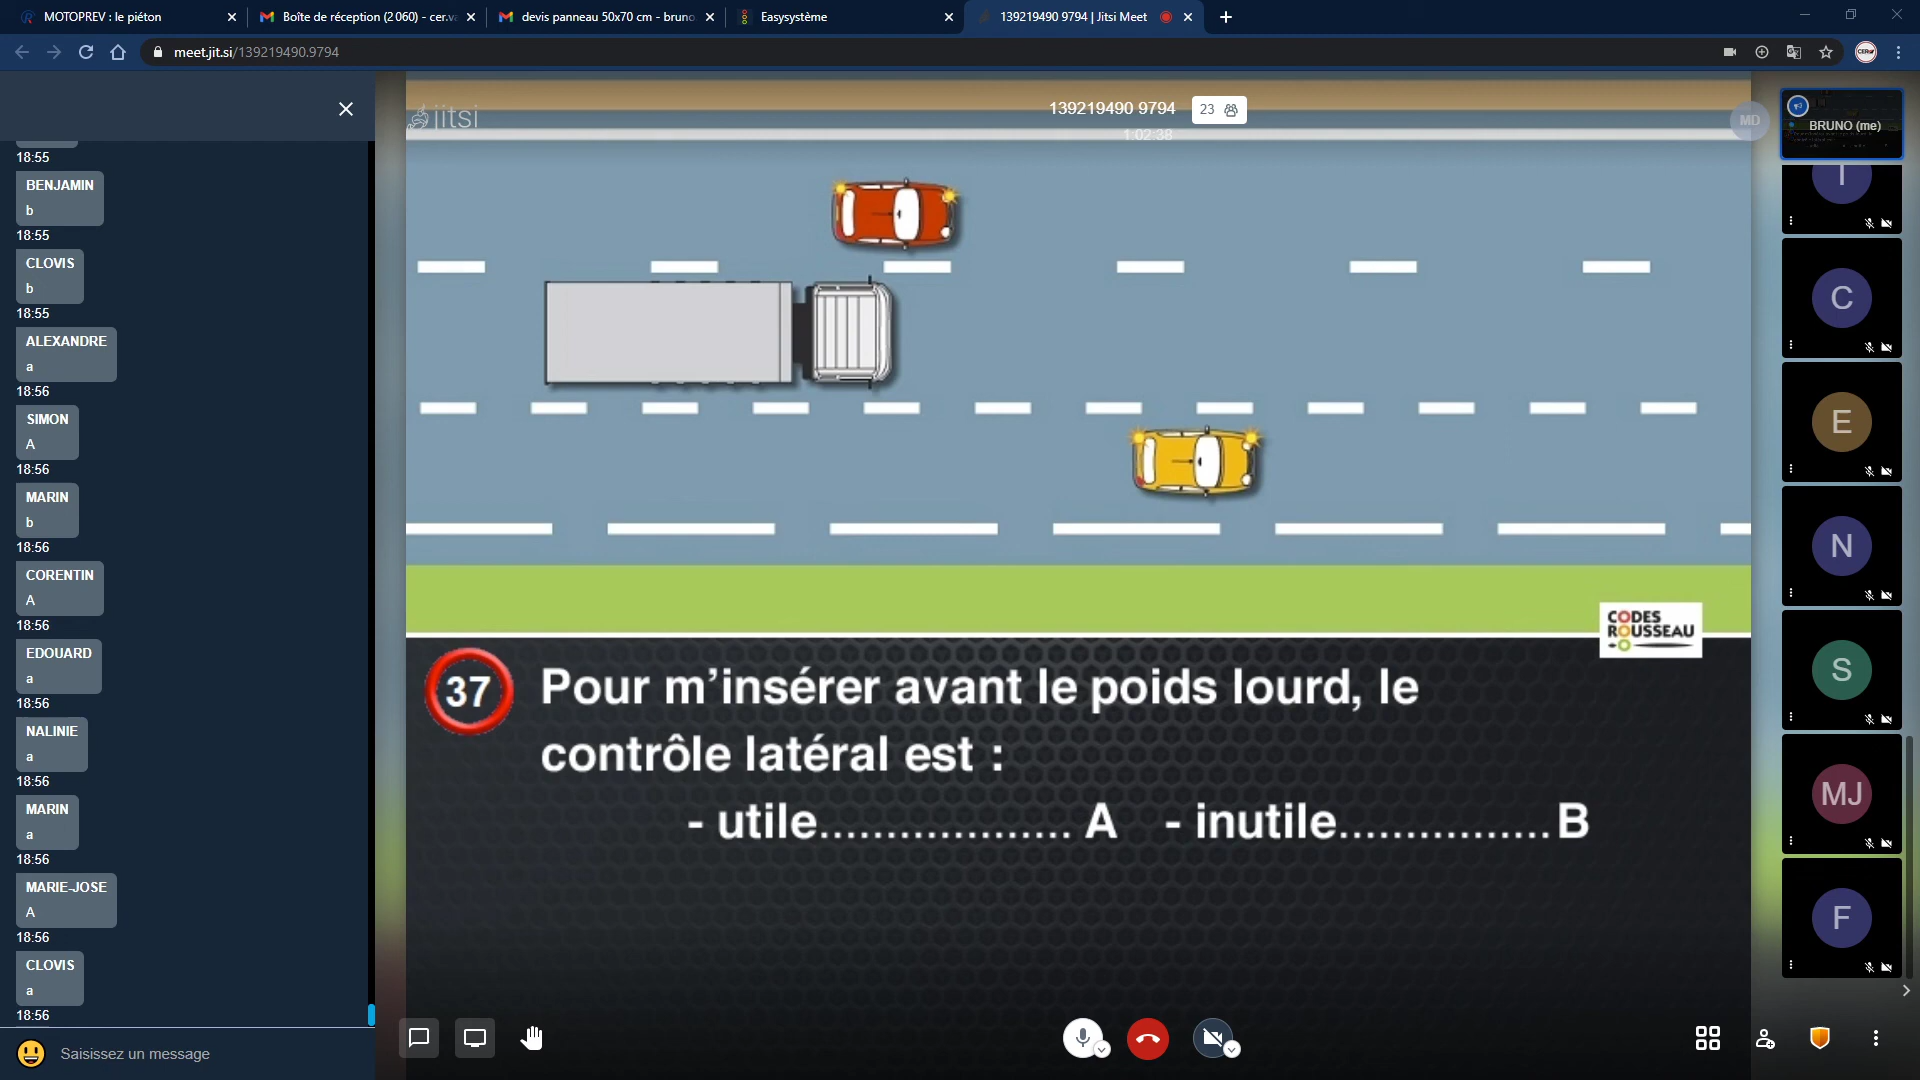 MOTOPREV : le piéton
Boîte de réception (2 060) - cer.va
devis panneau 50x70 cm - bruno.
Easysystème
139219490 9794 | Jitsi Meet
meet.jit.si/139219490.9794
18:55
BENJAMIN
b
18:55
CLOVIS
b
18:55
ALEXANDRE
a
18:56
SIMON
A
18:56
MARIN
b
18:56
CORENTIN
A
18:56
EDOUARD
a
18:56
NALINIE
a
18:56
MARIN
a
18:56
MARIE-JOSE
A
18:56
CLOVIS
a
18:56
Saisissez un message
jitsi
139219490 9794
23
1:02:38
MD
BRUNO (me)
I
C
E
N
S
MJ
F
CODES
ROUSSEAU
37
Pour m’insérer avant le poids lourd, le
contrôle latéral est :
- utile................... A - inutile................B